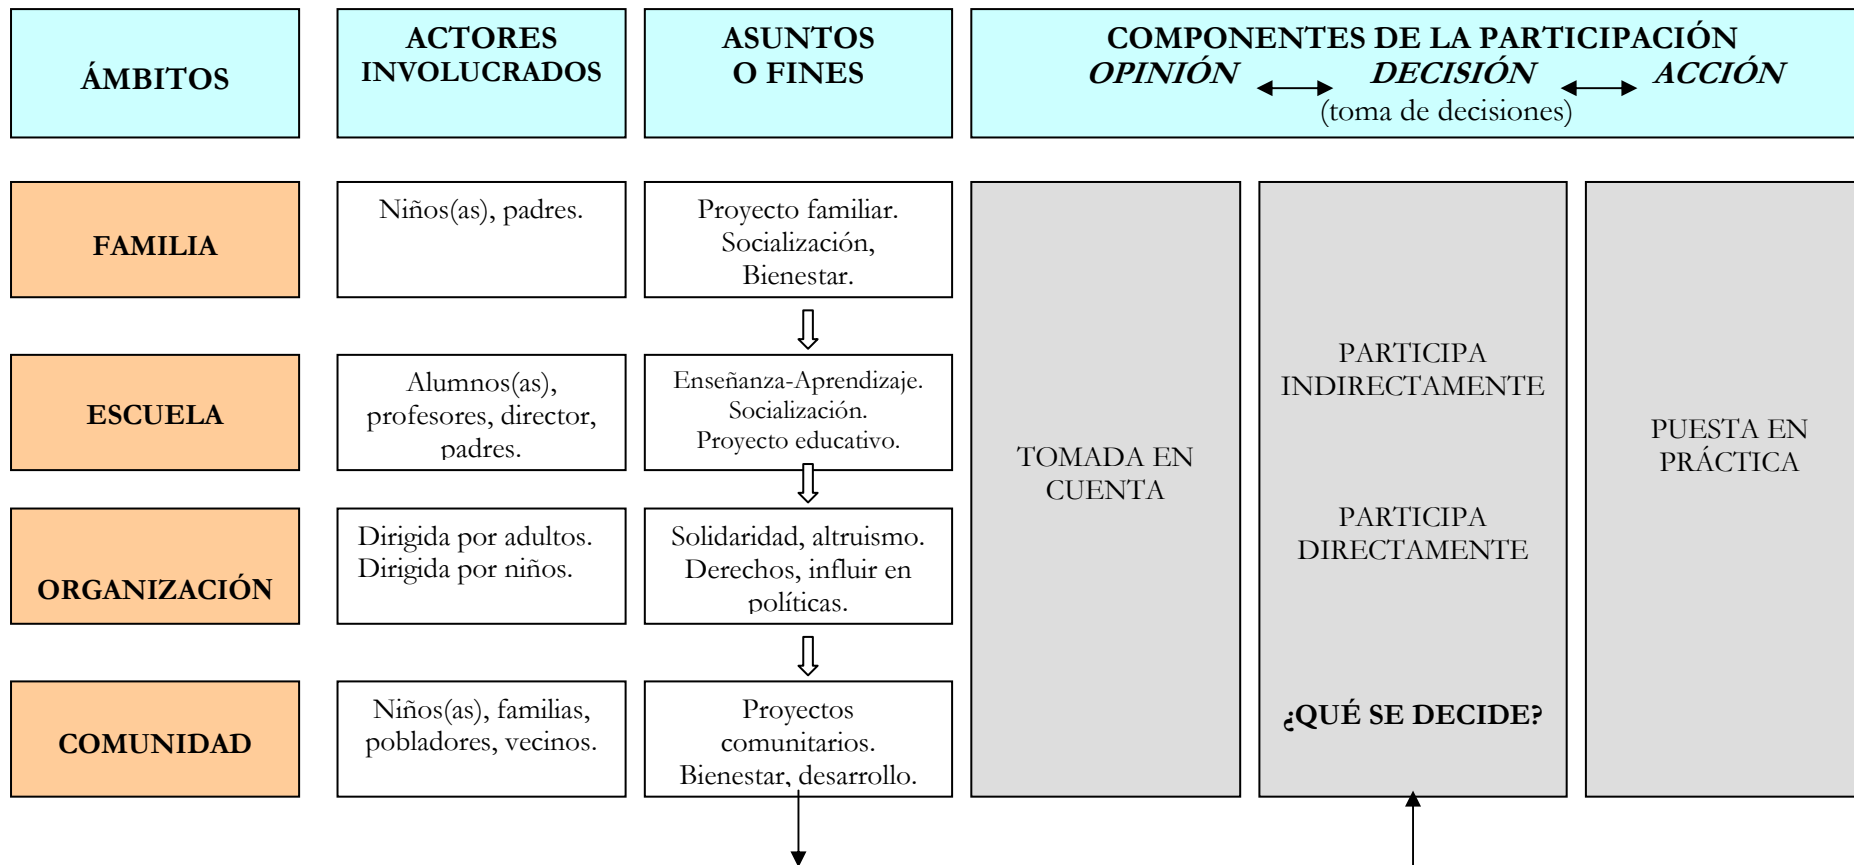 ÁMBITOS
ACTORES
INVOLUCRADOS
ASUNTOS
O FINES
COMPONENTES DE LA PARTICIPACIÓN
OPINIÓN DECISIÓN ACCIÓN
(toma de decisiones)
FAMILIA
Niños(as), padres.
Proyecto familiar.
Socialización,
Bienestar.
ESCUELA
Alumnos(as),
profesores, director,
padres.
Enseñanza-Aprendizaje.
Socialización.
Proyecto educativo.
ORGANIZACIÓN
Dirigida por adultos.
Dirigida por niños.
Solidaridad, altruismo.
Derechos, influir en
políticas.
COMUNIDAD
Niños(as), familias,
pobladores, vecinos.
Proyectos
comunitarios.
Bienestar, desarrollo.
TOMADA EN
CUENTA
PARTICIPA
INDIRECTAMENTE
PARTICIPA
DIRECTAMENTE
¿QUÉ SE DECIDE?
PUESTA EN
PRÁCTICA